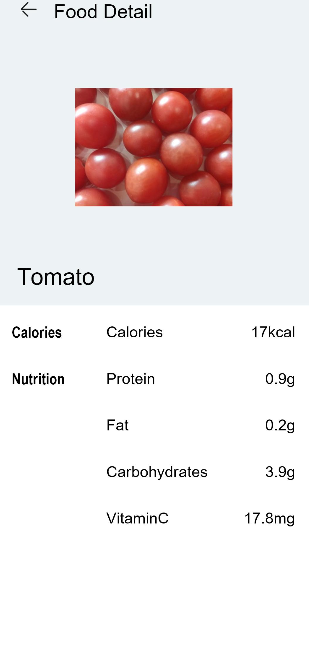 Food Detail
Tomato
Calories Calories 17kcal
Nutrition Protein 0.9g
Fat 0.2g
Carbohydrates 3.9g
VitaminC 17.8mg